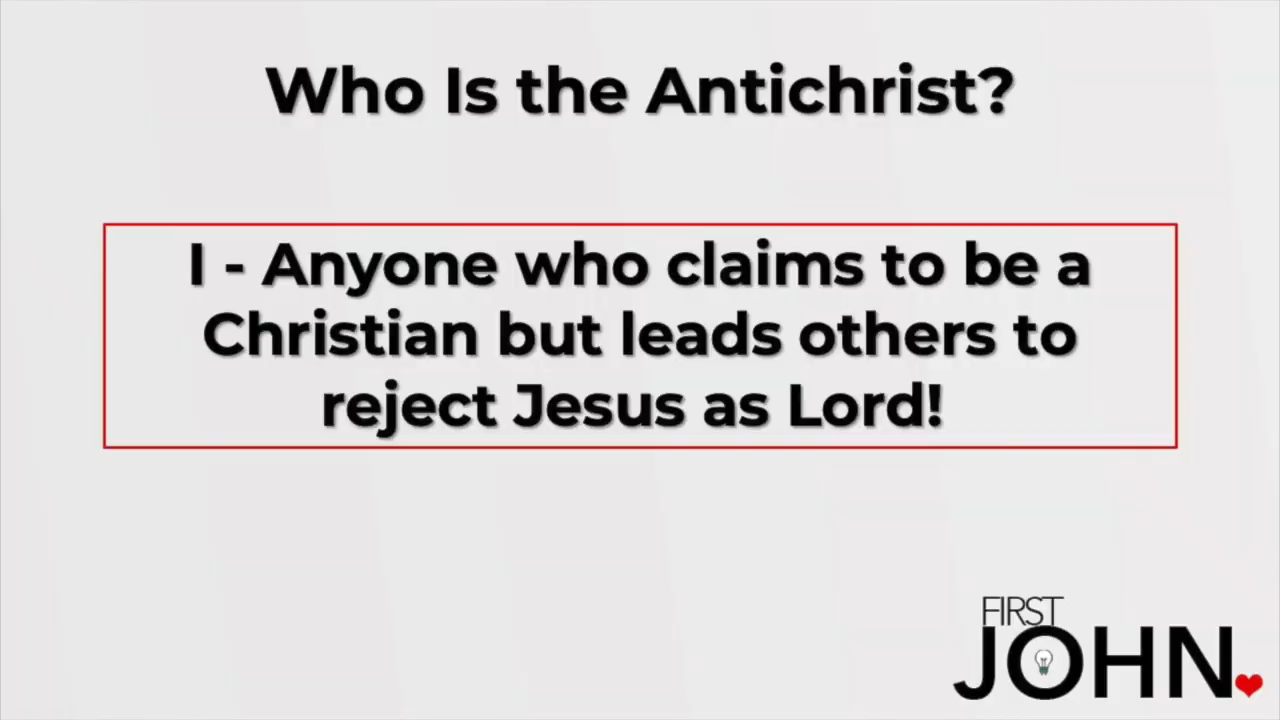 Who Is the Antichrist?
I - Anyone who claims to be a
Christian but leads others to
reject Jesus as Lord!
FIRST
JOHN